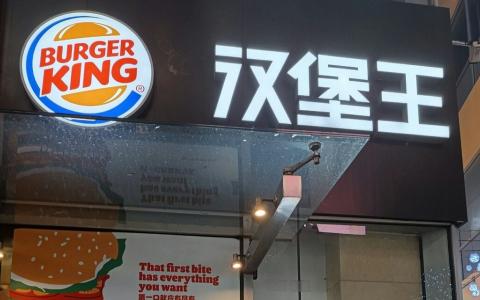 BURGER
KING
®
汉堡王
That first bite
has everything
you want